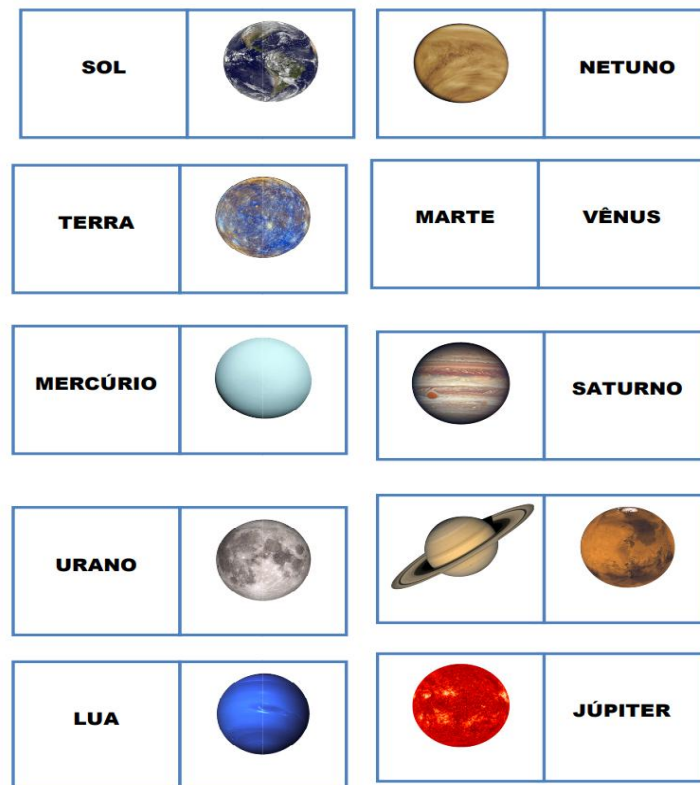 SOL
NETUNO
TERRA
MARTE
VÊNUS
MERCÚRIO
SATURNO
URANO
LUA
JÚPITER